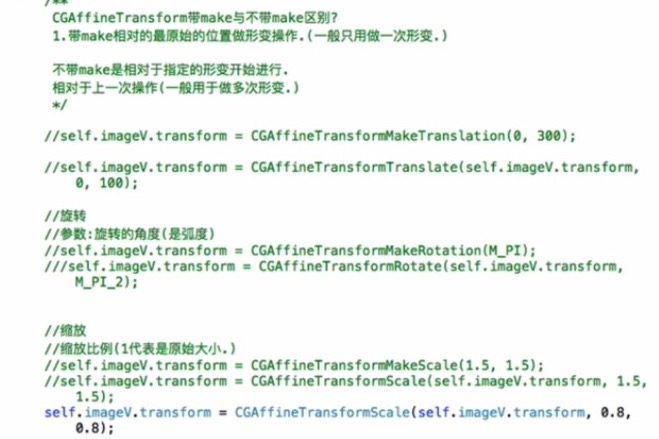 /**
CGAffineTransform带make与不带make区别?
1.带make相对的最原始的位置做形变操作.(一般只用做一次形变.)
不带make是相对于指定的形变开始进行.
相对于上一次操作(一般用于做多次形变.)
*/
//self.imageV.transform = CGAffineTransformMakeTranslation(0, 300);
//self.imageV.transform = CGAffineTransformTranslate(self.imageV.transform,
0, 100);
//旋转
//参数:旋转的角度(是弧度)
//self.imageV.transform = CGAffineTransformMakeRotation(M_PI);
///self.imageV.transform = CGAffineTransformRotate(self.imageV.transform,
M_PI_2);
//缩放
//缩放比例(1代表是原始大小.)
//self.imageV.transform = CGAffineTransformMakeScale(1.5, 1.5);
//self.imageV.transform = CGAffineTransformScale(self.imageV.transform, 1.5,
1.5);
self.imageV.transform = CGAffineTransformScale(self.imageV.transform, 0.8,
0.8);